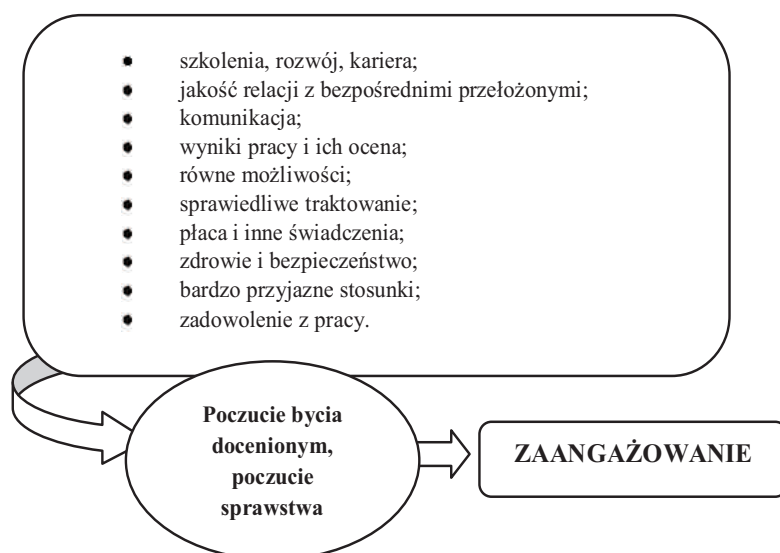 • szkolenia, rozwój, kariera;
• jakość relacji z bezpośrednimi przełożonymi;
• komunikacja;
• wyniki pracy i ich ocena;
• równe możliwości;
• sprawiedliwe traktowanie;
• płaca i inne świadczenia;
• zdrowie i bezpieczeństwo;
• bardzo przyjazne stosunki;
• zadowolenie z pracy.
Poczucie bycia
docenionym,
poczucie
sprawstwa
ZAANGAŻOWANIE